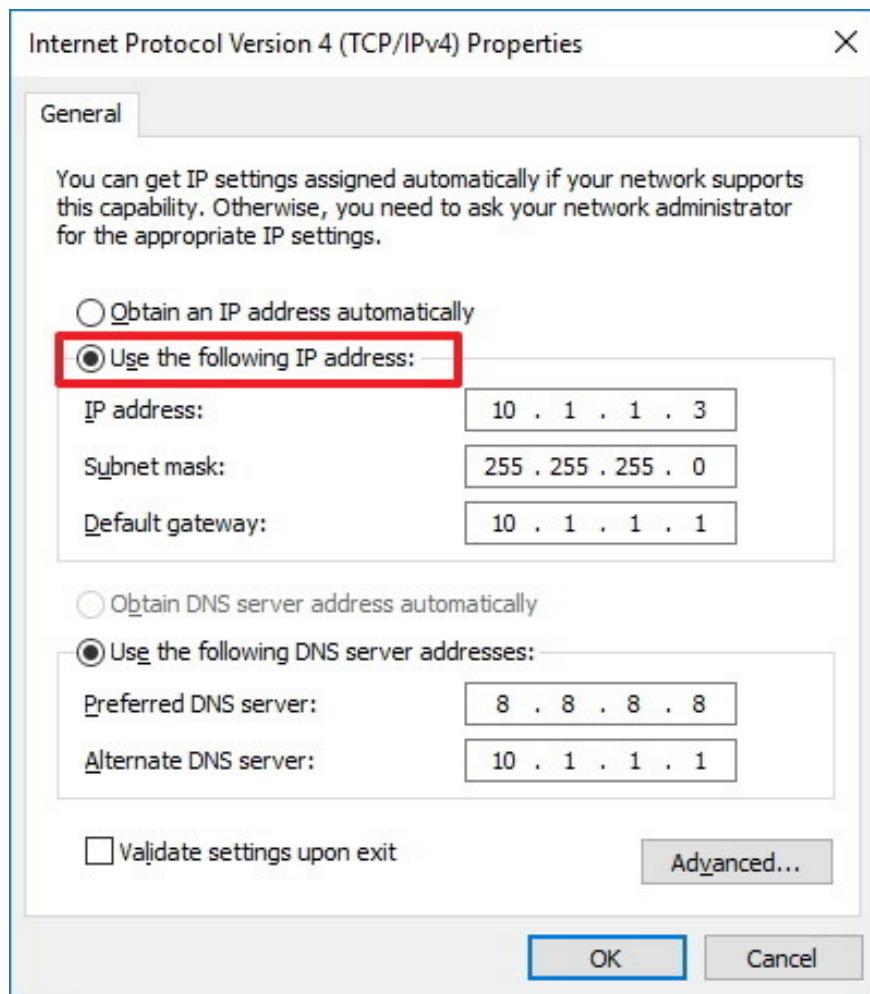 Internet Protocol Version 4 (TCP/IPv4) Properties
General
You can get IP settings assigned automatically if your network supports
this capability. Otherwise, you need to ask your network administrator
for the appropriate IP settings.
Obtain an IP address automatically
Use the following IP address:
IP address: 10 . 1 . 1 . 3
Subnet mask: 255 . 255 . 255 . 0
Default gateway: 10 . 1 . 1 . 1
Obtain DNS server address automatically
Use the following DNS server addresses:
Preferred DNS server: 8 . 8 . 8 . 8
Alternate DNS server: 10 . 1 . 1 . 1
Validate settings upon exit
Advanced...
OK Cancel